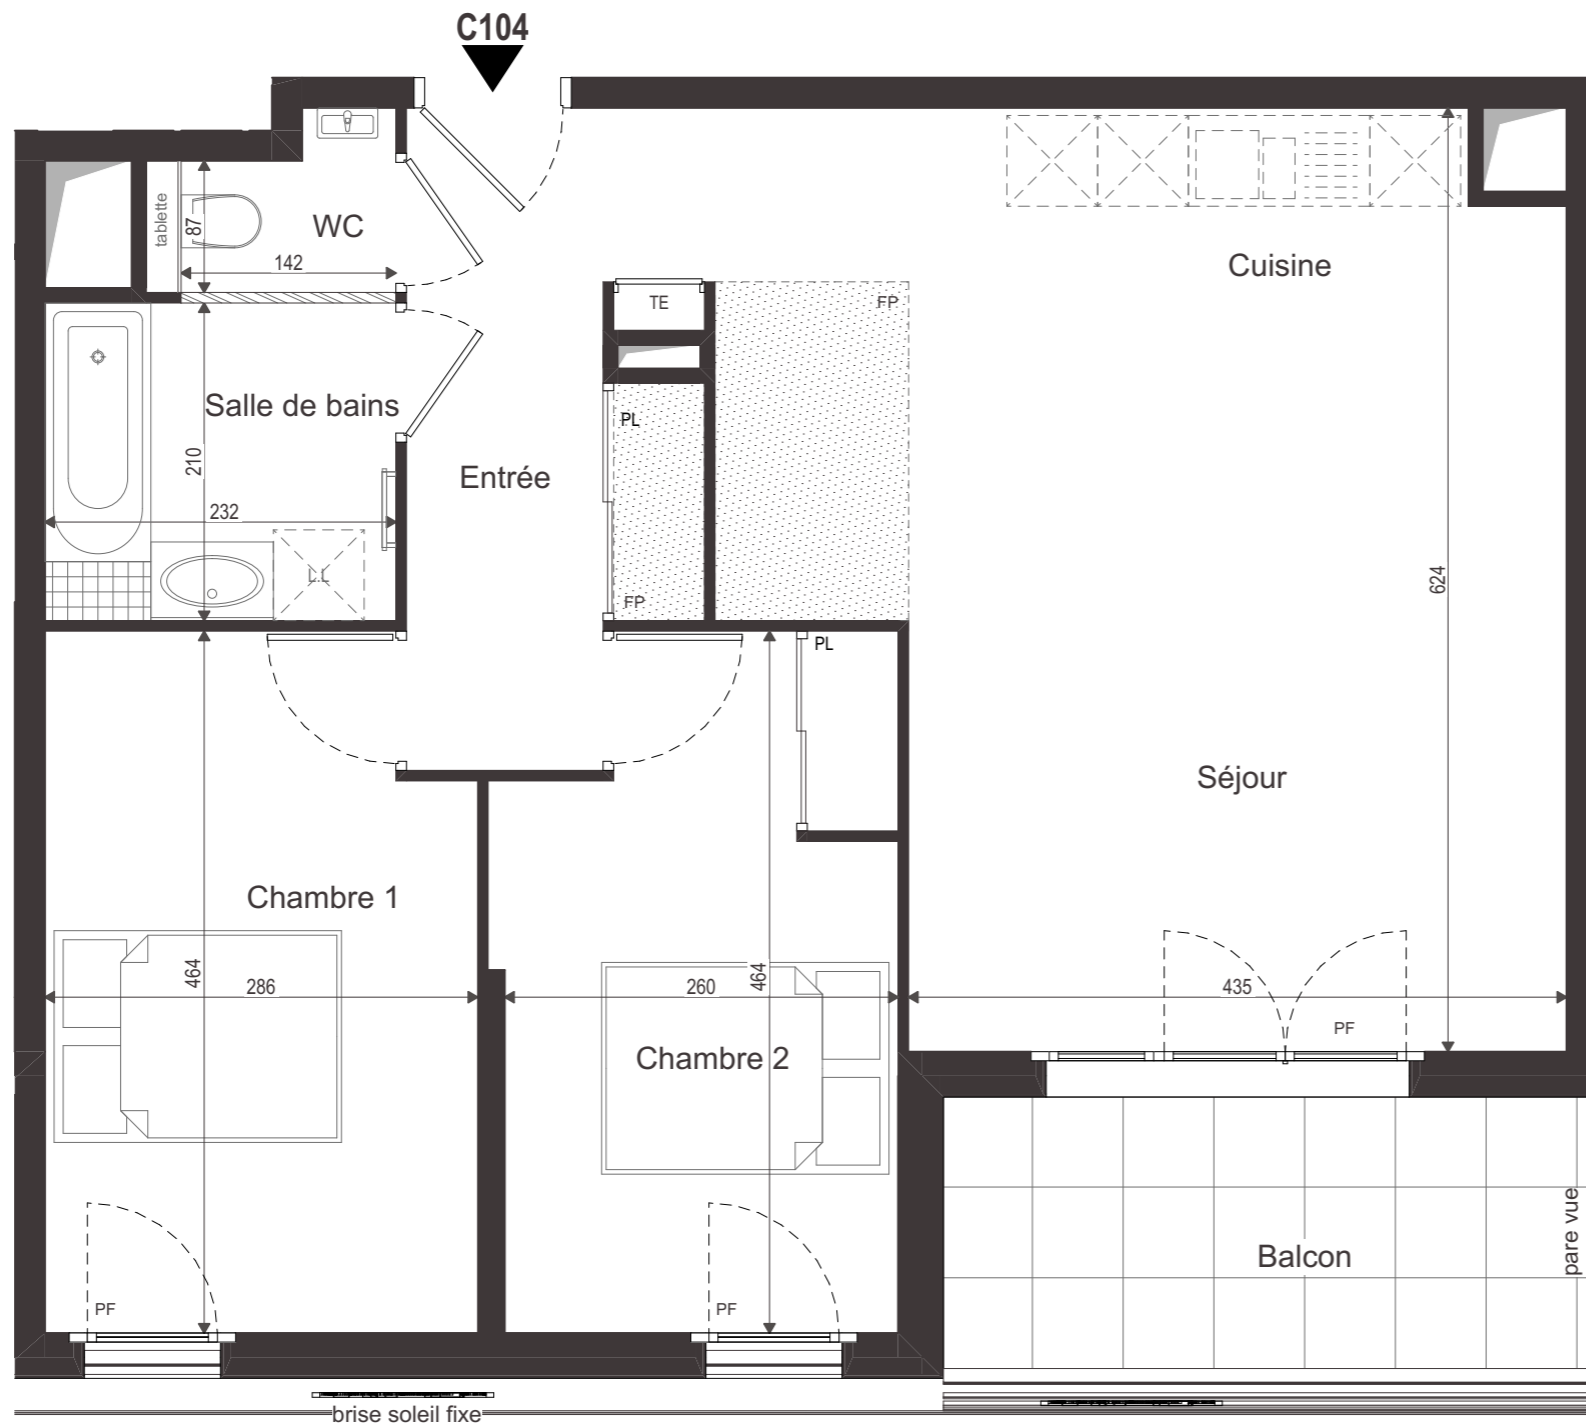 C104
tablette
87
WC
142
TE
FP
Cuisine
Salle de bains
PL
210
Entrée
232
L.L
FP
624
PL
Séjour
Chambre 1
464
286
260
464
435
PF
Chambre 2
pare vue
Balcon
PF
PF
brise soleil fixe